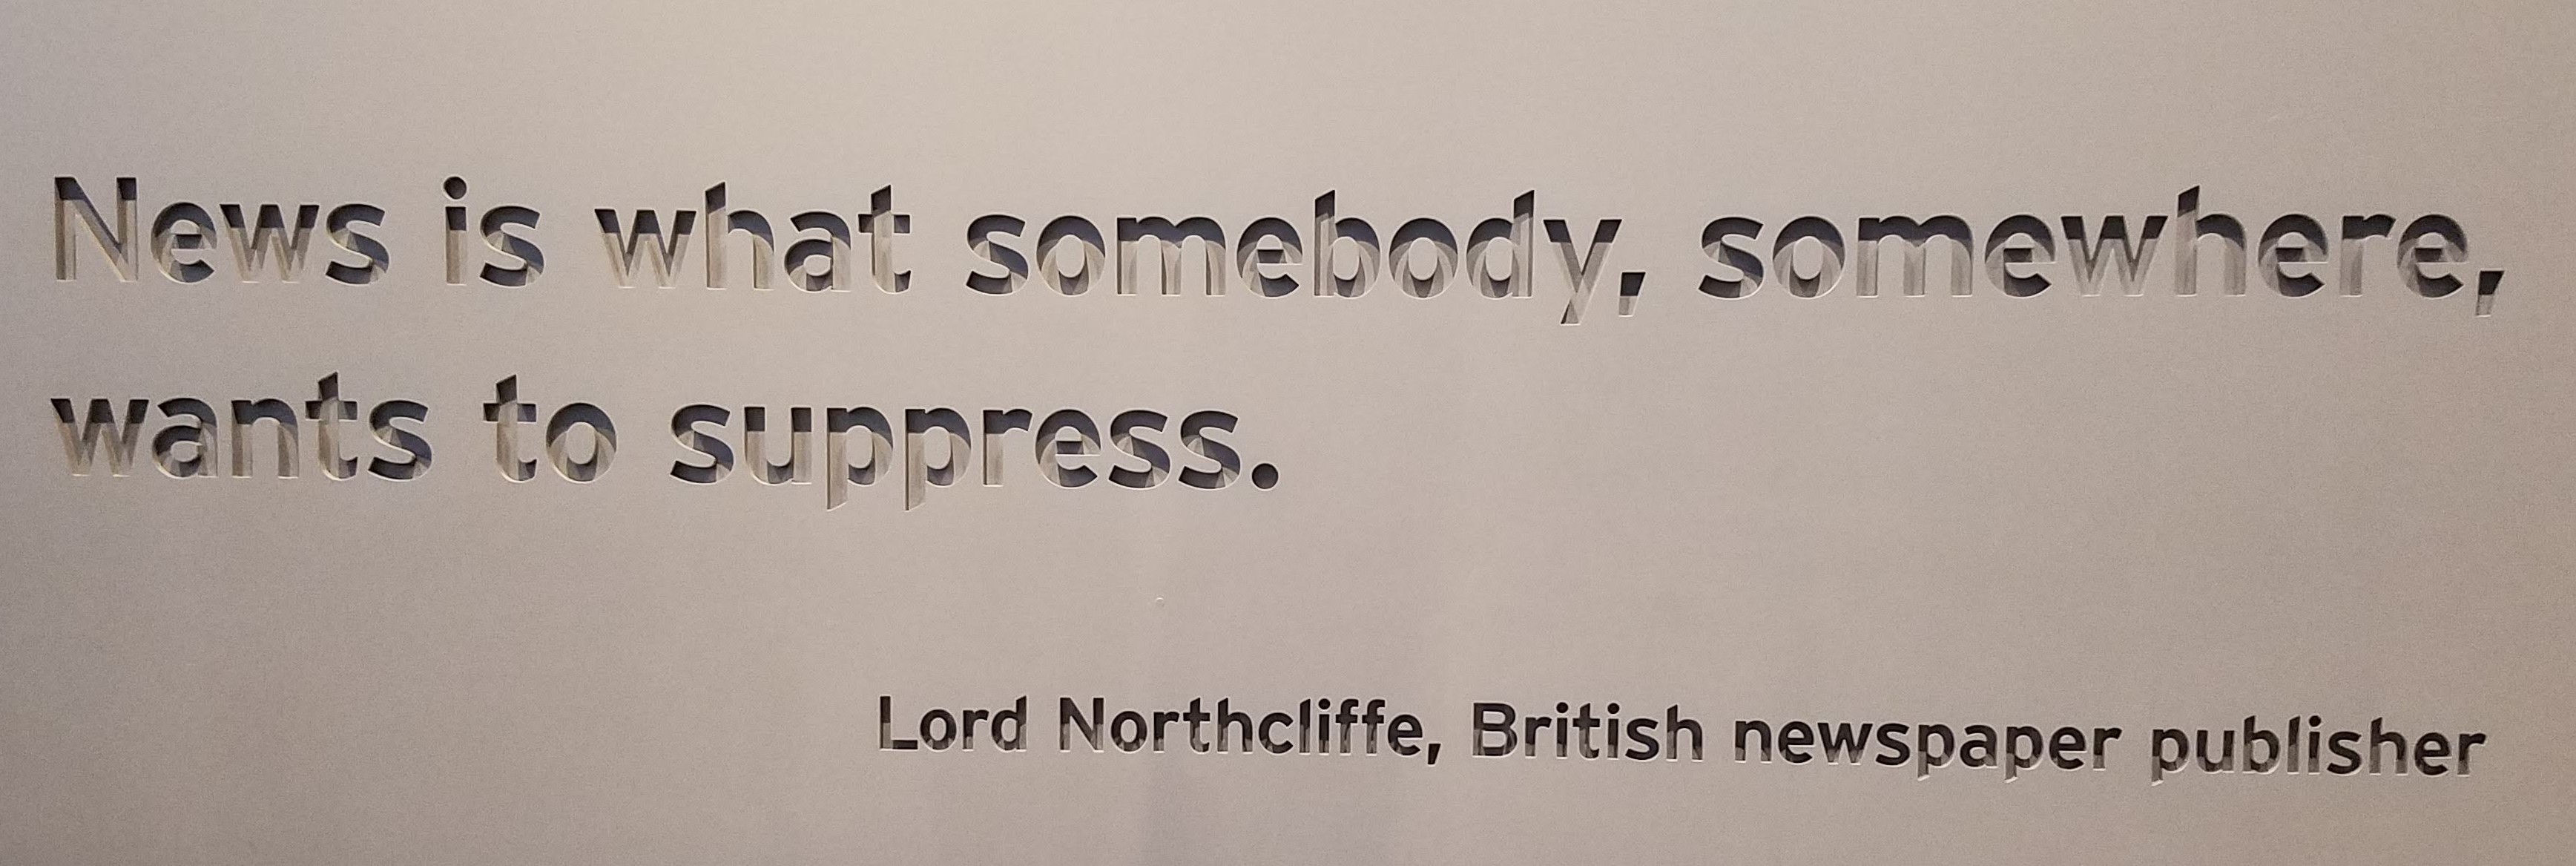 News is what somebody, somewhere,
wants to suppress.
Lord Northcliffe, British newspaper publisher